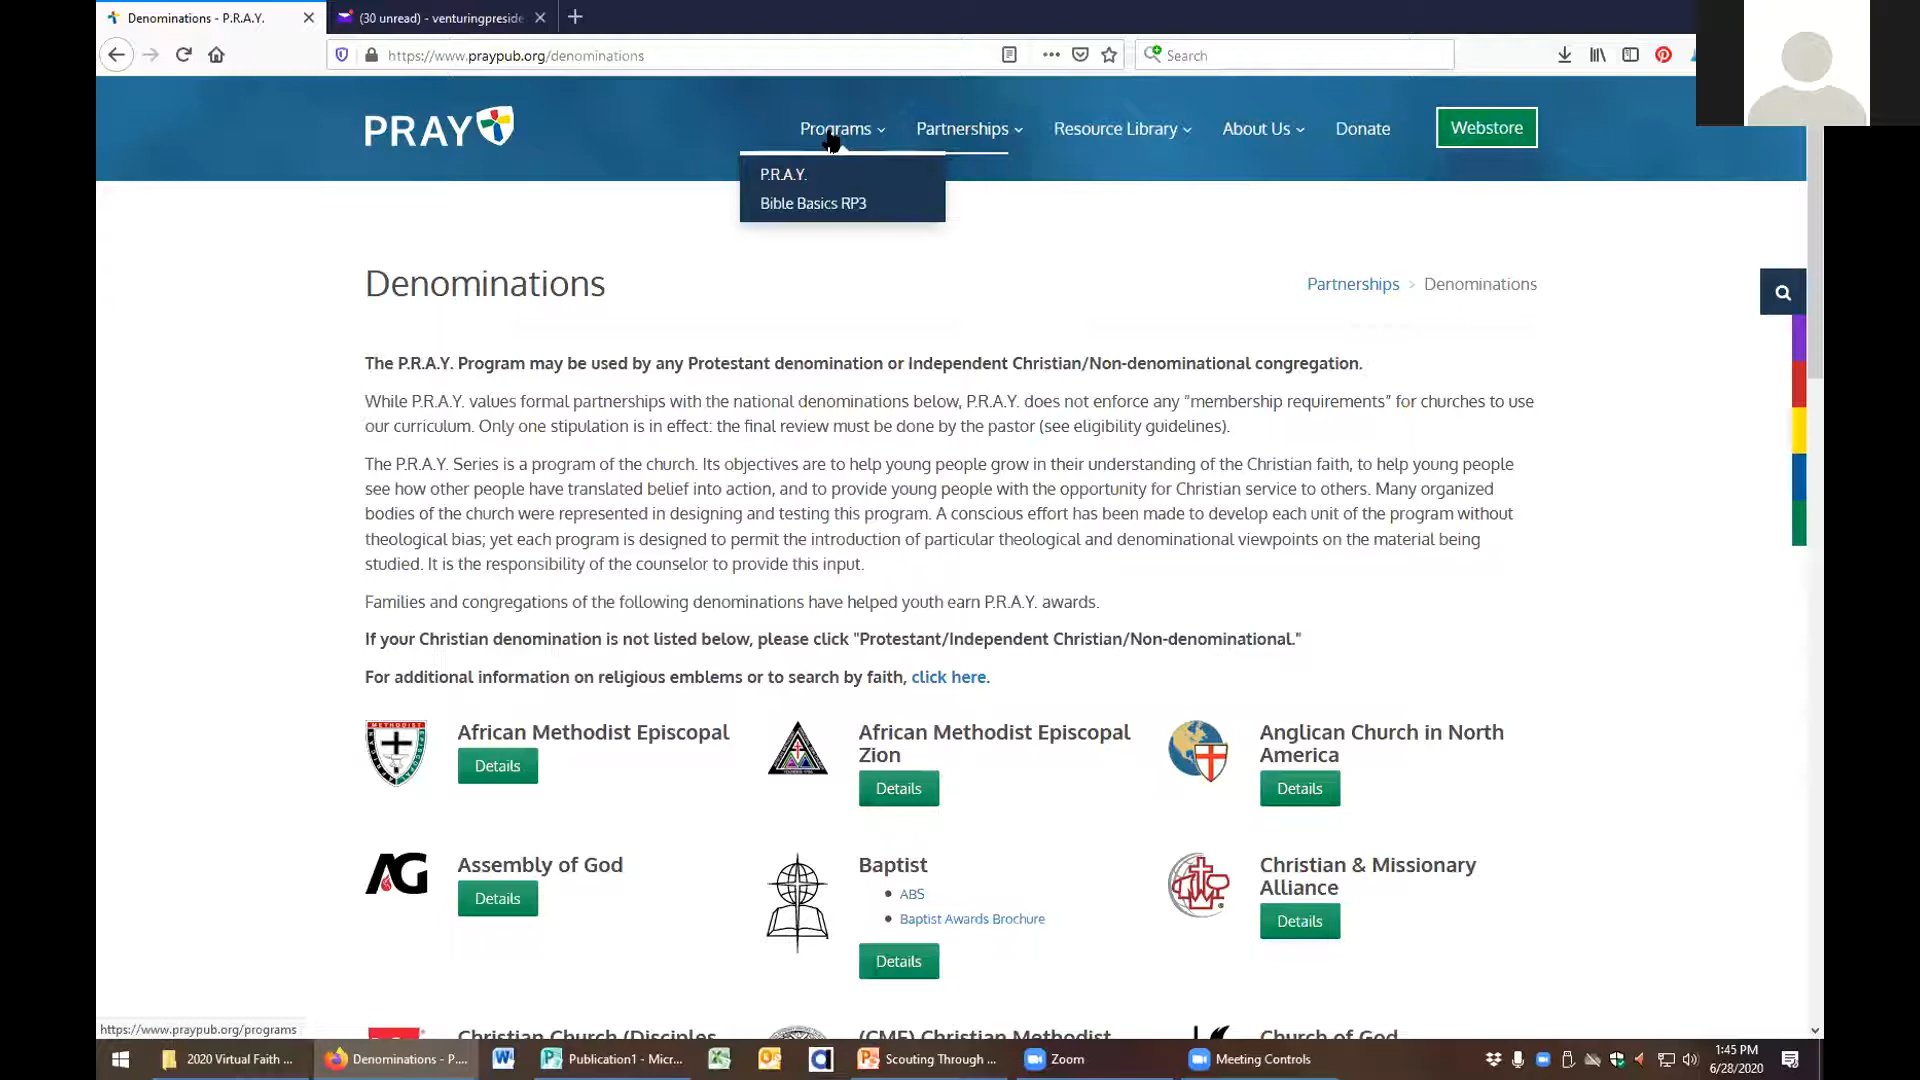 Denominations - P.R.A.Y.
(30 unread) - venturingpreside
https://www.praypub.org/denominations
Search
PRAY
Programs
Partnerships
Resource Library
About Us
Donate
Webstore
P.R.A.Y.
Bible Basics RP3
Denominations
Partnerships > Denominations
The P.R.A.Y. Program may be used by any Protestant denomination or Independent Christian/Non-denominational congregation.
While P.R.A.Y. values formal partnerships with the national denominations below, P.R.A.Y. does not enforce any “membership requirements” for churches to use
our curriculum. Only one stipulation is in effect: the final review must be done by the pastor (see eligibility guidelines).
The P.R.A.Y. Series is a program of the church. Its objectives are to help young people grow in their understanding of the Christian faith, to help young people
see how other people have translated belief into action, and to provide young people with the opportunity for Christian service to others. Many organized
bodies of the church were represented in designing and testing this program. A conscious effort has been made to develop each unit of the program without
theological bias; yet each program is designed to permit the introduction of particular theological and denominational viewpoints on the material being
studied. It is the responsibility of the counselor to provide this input.
Families and congregations of the following denominations have helped youth earn P.R.A.Y. awards.
If your Christian denomination is not listed below, please click "Protestant/Independent Christian/Non-denominational."
For additional information on religious emblems or to search by faith, click here.
African Methodist Episcopal
Details
African Methodist Episcopal
Zion
Details
Anglican Church in North
America
Details
Assembly of God
Details
Baptist
ABS
Baptist Awards Brochure
Details
Christian & Missionary
Alliance
Details
https://www.praypub.org/programs
Christian Church (Disciples
(CME) Christian Methodist
Church of God
2020 Virtual Faith ...
Denominations - P....
Publication1 - Micr...
Scouting Through ...
Zoom
Meeting Controls
1:45 PM
6/28/2020